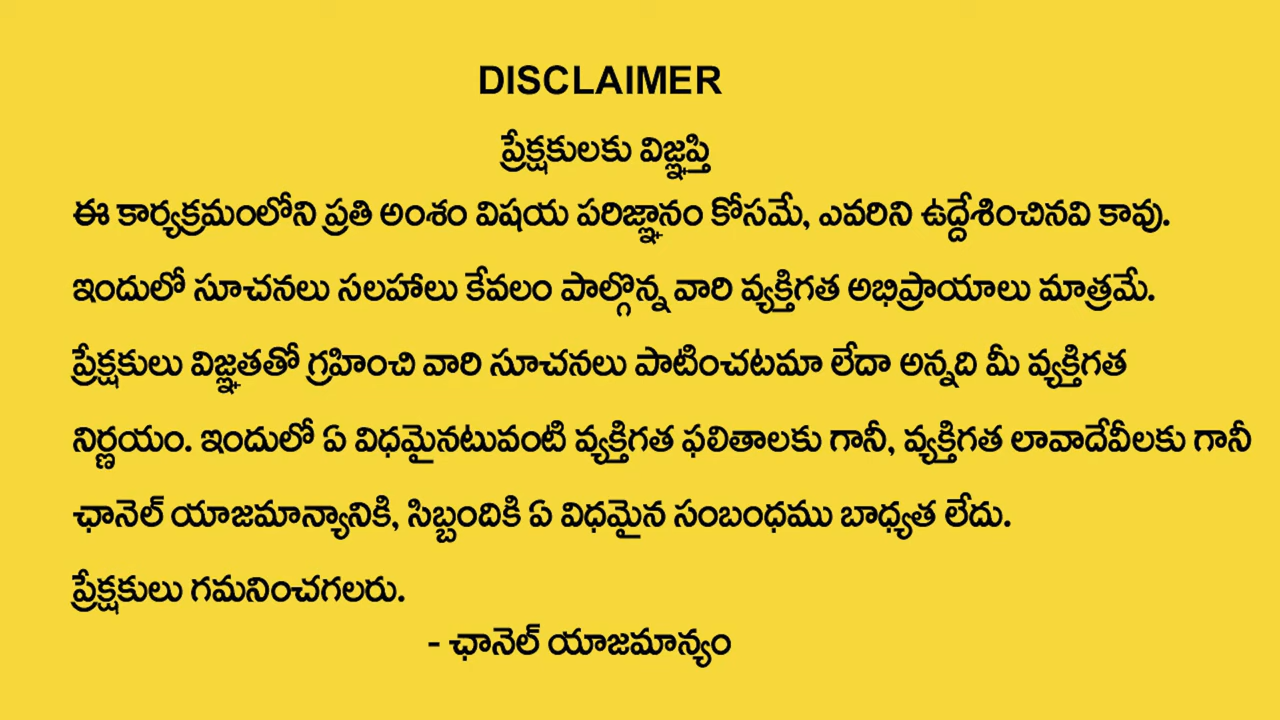 DISCLAIMER
ప్రేక్షకులకు విజ్ఞప్తి
ఈ కార్యక్రమంలోని ప్రతి అంశం విషయ పరిజ్ఞానం కోసమే, ఎవరిని ఉద్దేశించినవి కావు.
ఇందులో సూచనలు సలహాలు కేవలం పాల్గొన్న వారి వ్యక్తిగత అభిప్రాయాలు మాత్రమే.
ప్రేక్షకులు విజ్ఞతతో గ్రహించి వారి సూచనలు పాటించటమా లేదా అన్నది మీ వ్యక్తిగత
నిర్ణయం. ఇందులో ఏ విధమైనటువంటి వ్యక్తిగత ఫలితాలకు గానీ, వ్యక్తిగత లావాదేవీలకు గానీ
ఛానెల్ యాజమాన్యానికి, సిబ్బందికి ఏ విధమైన సంబంధము బాధ్యత లేదు.
ప్రేక్షకులు గమనించగలరు.
- ఛానెల్ యాజమాన్యం